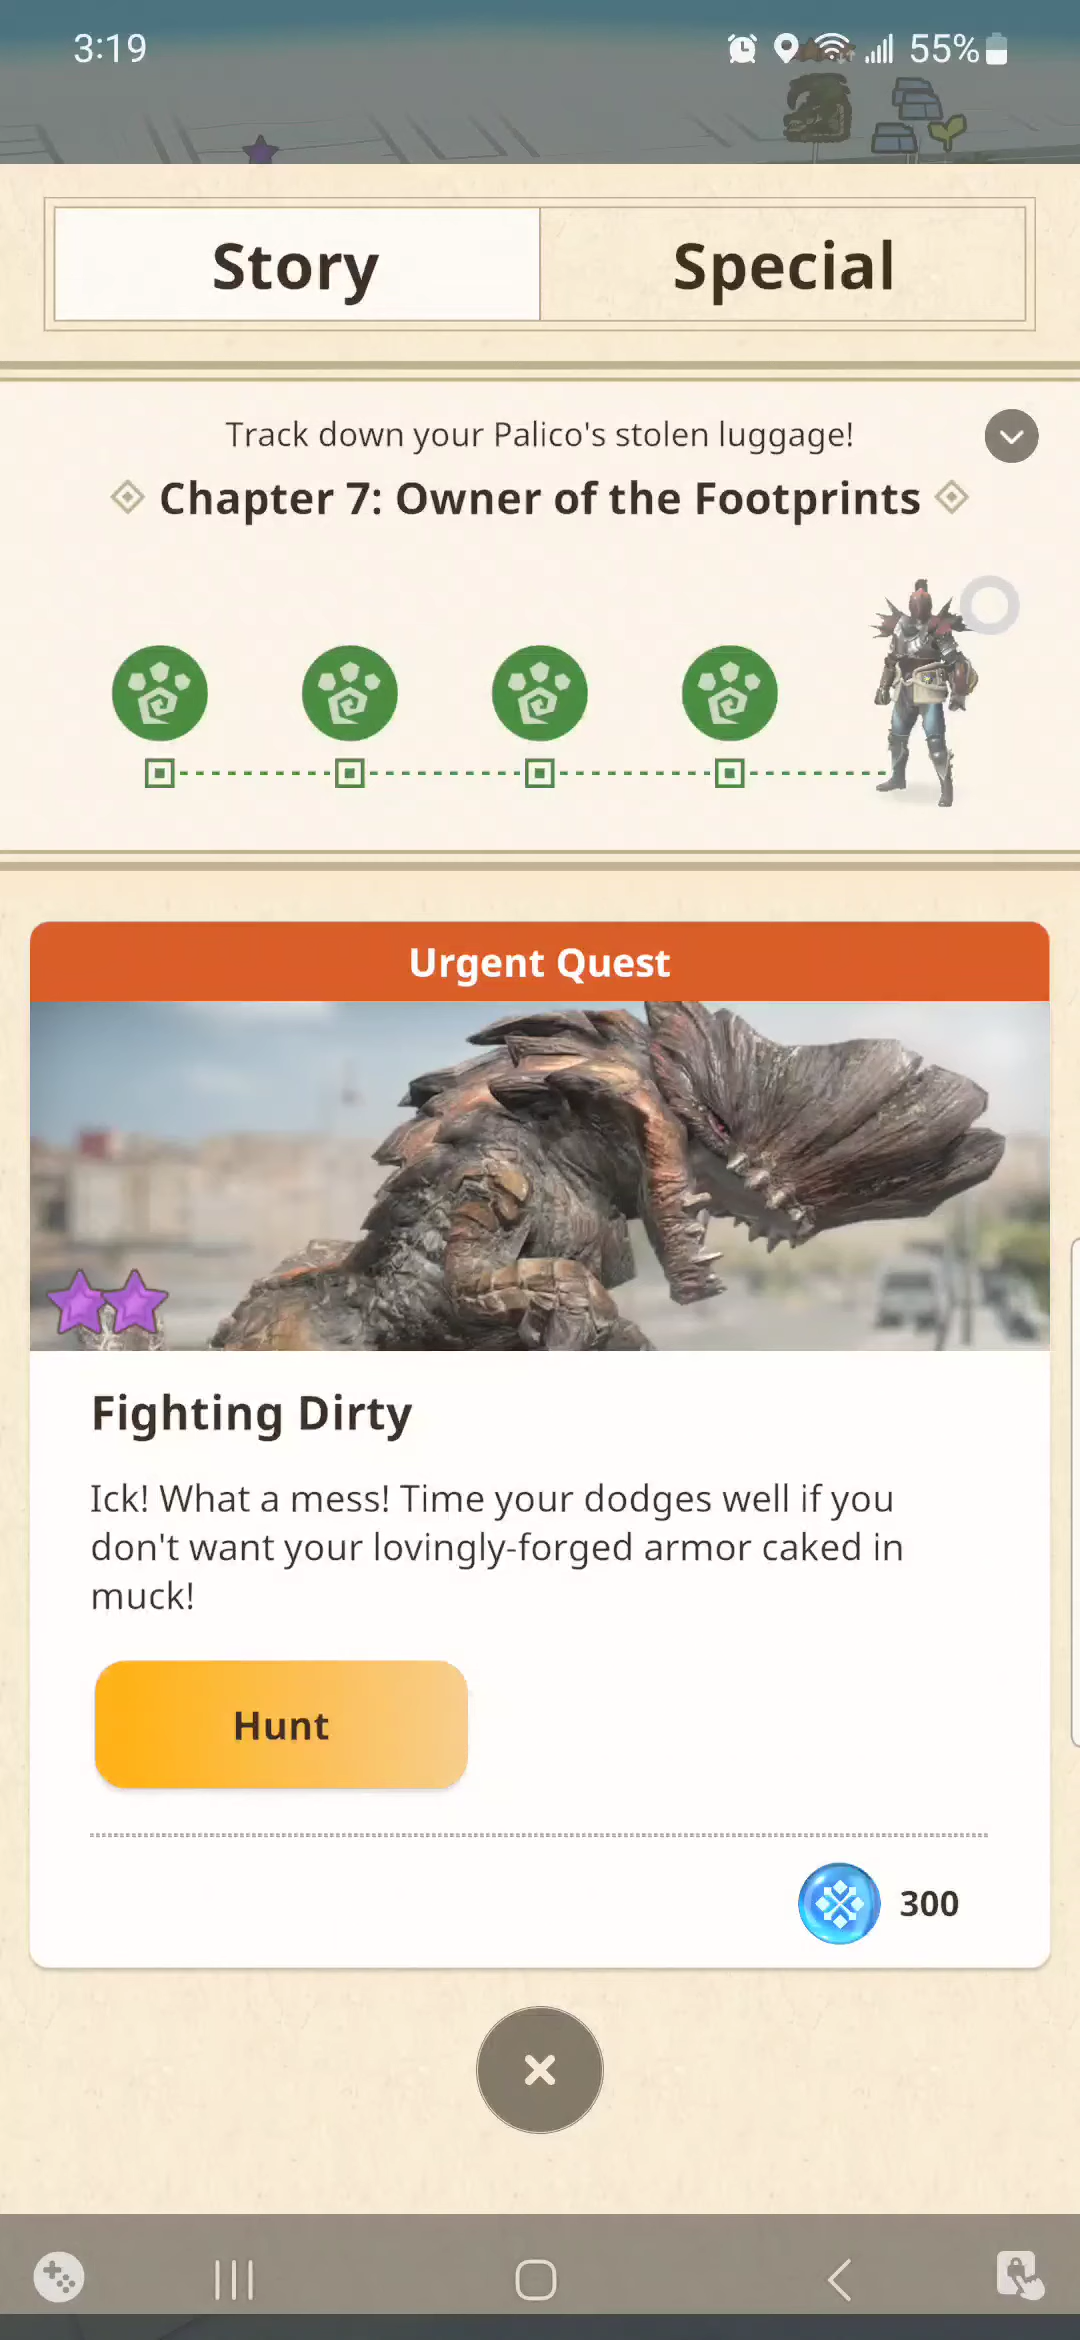 3:19
55%
Story
Special
Track down your Palico's stolen luggage!
Chapter 7: Owner of the Footprints
Urgent Quest
Fighting Dirty
Ick! What a mess! Time your dodges well if you
don't want your lovingly-forged armor caked in
muck!
Hunt
300